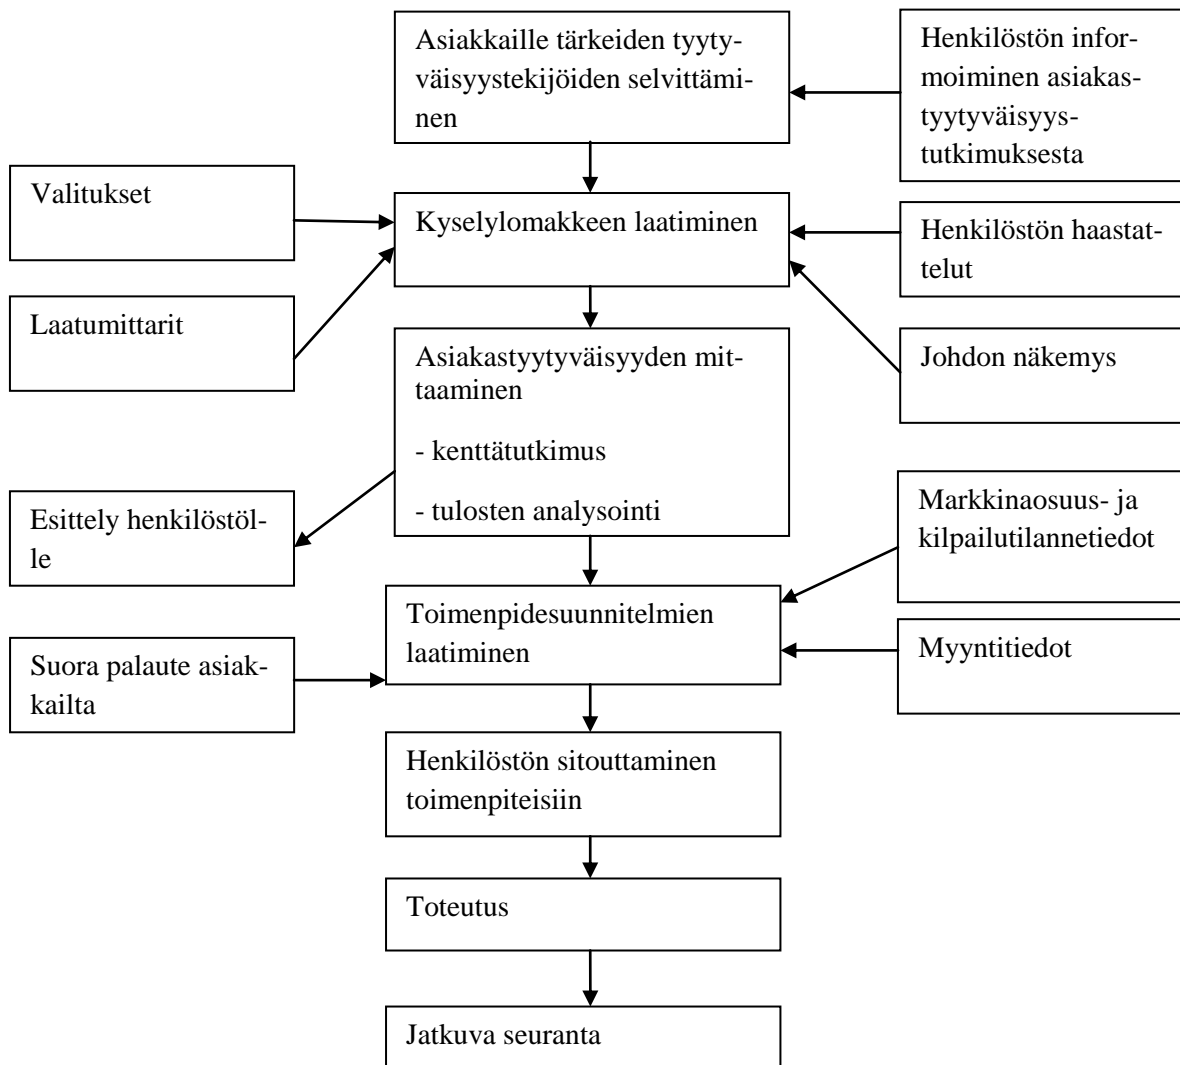 Asiakkaille tärkeiden tyyty-
väisyystekijöiden selvittämi-
nen
Henkilöstön infor-
moiminen asiakas-
tyytyväisyys-
tutkimuksesta
Valitukset
Kyselylomakkeen laatiminen
Henkilöstön haastat-
telut
Laatumittarit
Asiakastyytyväisyyden mit-
taaminen
- kenttätutkimus
- tulosten analysointi
Johdon näkemys
Esittely henkilöstöl-
le
Markkinaosuus- ja
kilpailutilannetiedot
Toimenpidesuunnitelmien
laatiminen
Suora palaute asiak-
kailta
Myyntitiedot
Henkilöstön sitouttaminen
toimenpiteisiin
Toteutus
Jatkuva seuranta